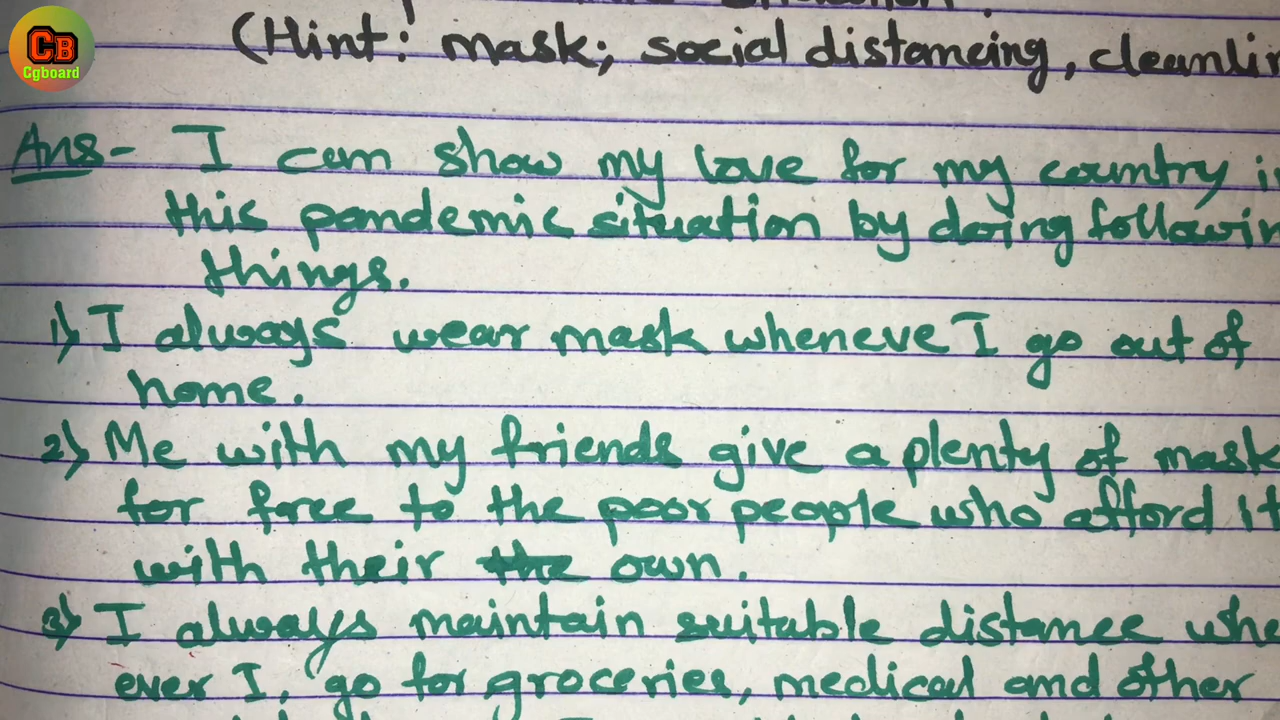 CB
Cgboard
(Hint! mask; social distancing, cleanlin
Ans- I can show my love for my country i
this pandemic situation by doing followin
things.
1) I always wear mask wheneve I go out of
home.
2) Me with my friends give a plenty of mask
for free to the poor people who afford it
with their the own.
3) I always maintain suitable distance whe
ever I, go for groceries, medical and other